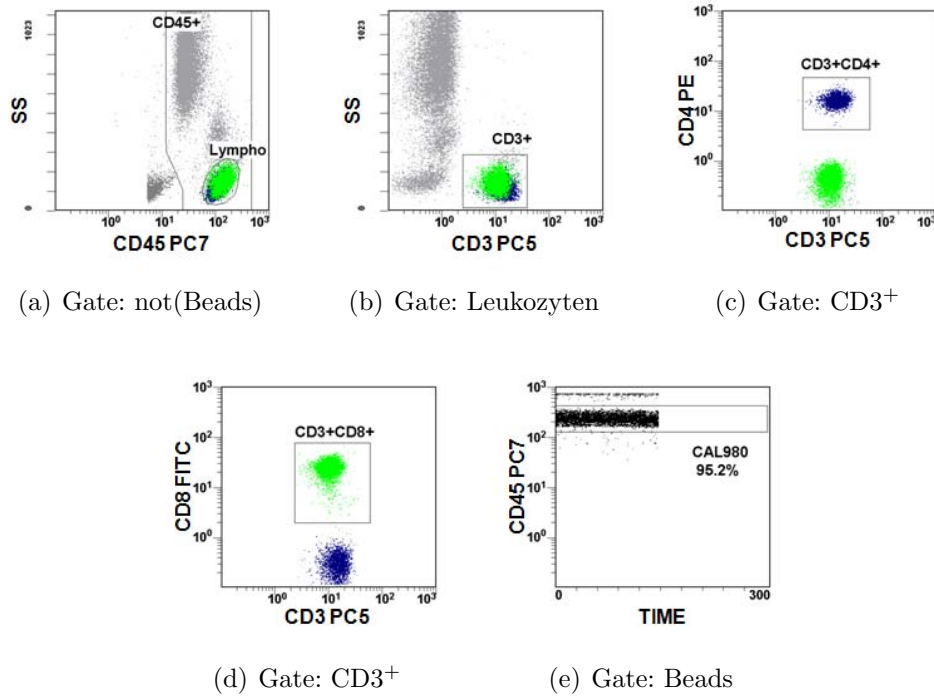 CD45+
1023
SS
Lympho
0
10⁰ 10¹ 10² 10³
CD45 PC7
(a) Gate: not(Beads)
1023
SS
CD3+
0
10⁰ 10¹ 10² 10³
CD3 PC5
(b) Gate: Leukozyten
10³
10²
CD3+CD4+
CD4 PE
10¹
10⁰
10⁰ 10¹ 10² 10³
CD3 PC5
(c) Gate: CD3⁺
10³
CD3+CD8+
10²
CD8 FITC
10¹
10⁰
10⁰ 10¹ 10² 10³
CD3 PC5
(d) Gate: CD3⁺
10³
10²
CD45 PC7
CAL980
95.2%
10¹
10⁰
0 300
TIME
(e) Gate: Beads